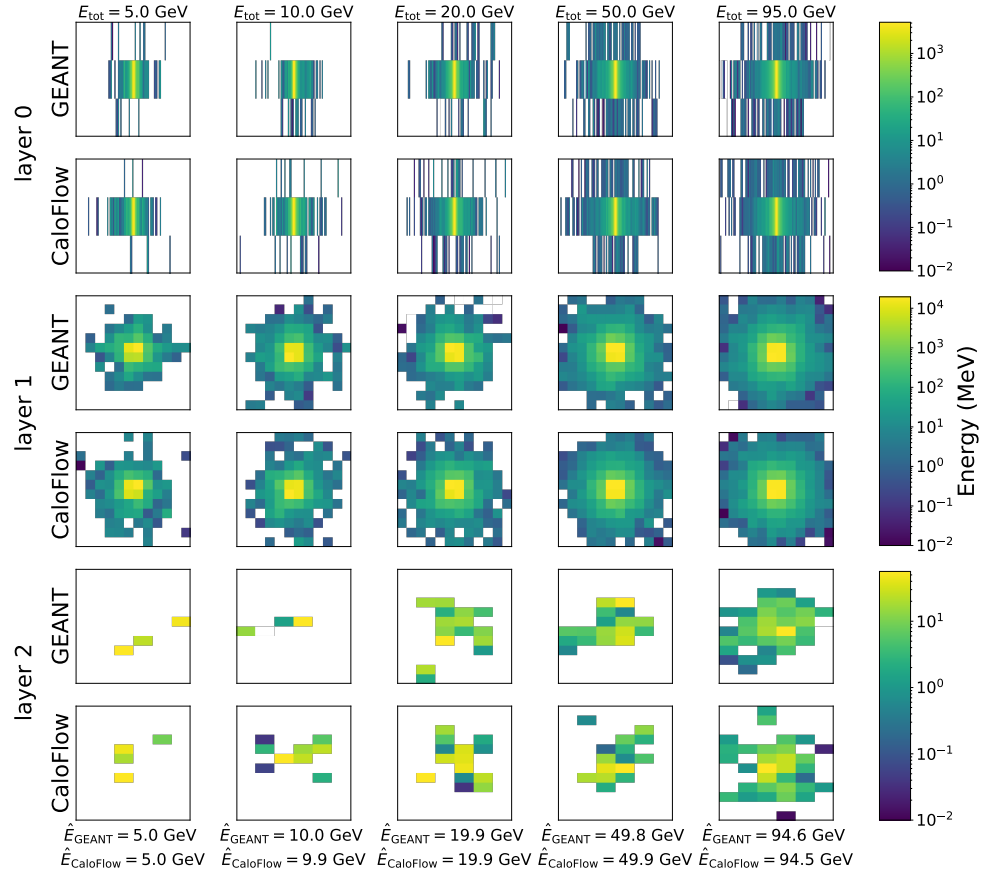 E_tot = 5.0 GeV E_tot = 10.0 GeV E_tot = 20.0 GeV E_tot = 50.0 GeV E_tot = 95.0 GeV
layer 0
GEANT
CaloFlow
10^3
10^2
10^1
10^0
10^−1
10^−2
layer 1
GEANT
CaloFlow
10^4
10^3
10^2
10^1
10^0
10^−1
10^−2
Energy (MeV)
layer 2
GEANT
CaloFlow
10^1
10^0
10^−1
10^−2
Ê_GEANT = 5.0 GeV Ê_GEANT = 10.0 GeV Ê_GEANT = 19.9 GeV Ê_GEANT = 49.8 GeV Ê_GEANT = 94.6 GeV
Ê_CaloFlow = 5.0 GeV Ê_CaloFlow = 9.9 GeV Ê_CaloFlow = 19.9 GeV Ê_CaloFlow = 49.9 GeV Ê_CaloFlow = 94.5 GeV